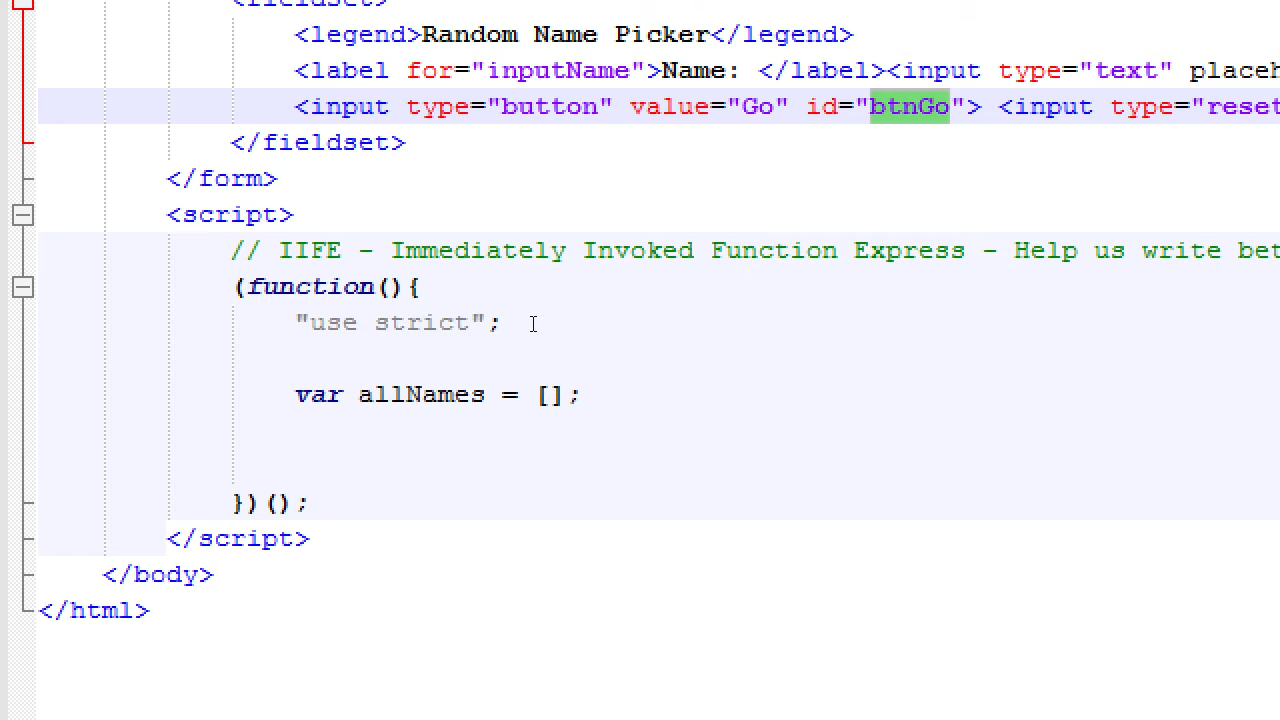 <fieldset>
<legend>Random Name Picker</legend>
<label for="inputName">Name: </label><input type="text"
<input type="button" value="Go" id="btnGo"> <input type="reset
</fieldset>
</form>
<script>
// IIFE - Immediately Invoked Function Express - Help us write
(function(){
"use strict";
var allNames = [];
})();
</script>
</body>
</html>